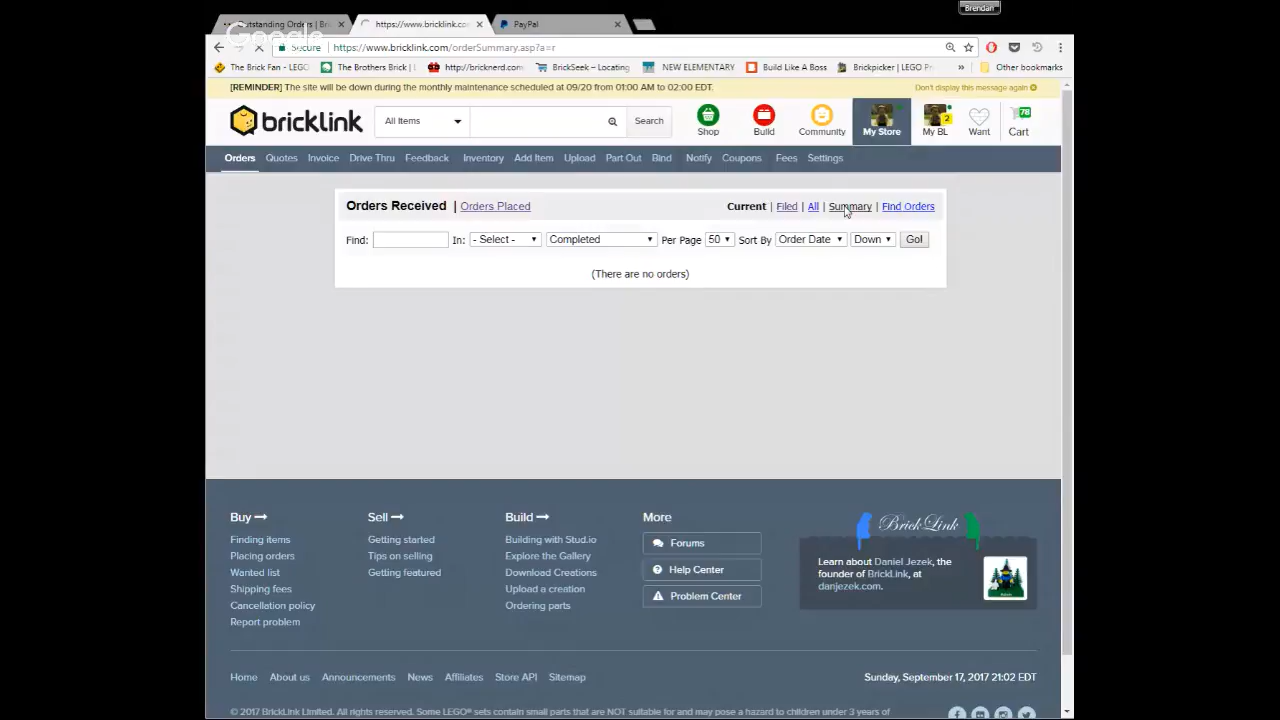 Brendan
Outstanding Orders | Bri
https://www.bricklink.co
PayPal
Google
Secure https://www.bricklink.com/orderSummary.asp?a=r
The Brick Fan - LEGO The Brothers Brick | http://bricknerd.com BrickSeek – Locating NEW ELEMENTARY Build Like A Boss Brickpicker | LEGO Pri » Other bookmarks
[REMINDER] The site will be down during the monthly maintenance scheduled at 09/20 from 01:00 AM to 02:00 EDT. Don't display this message again
bricklink All Items Search Shop Build Community My Store My BL 2 Want Cart 78
Orders Quotes Invoice Drive Thru Feedback Inventory Add Item Upload Part Out Bind Notify Coupons Fees Settings
Orders Received | Orders Placed Current | Filed | All | Summary | Find Orders
Find: In: - Select - Completed Per Page 50 Sort By Order Date Down Go!
(There are no orders)
Buy Sell Build More
Finding items
Placing orders
Wanted list
Shipping fees
Cancellation policy
Report problem
Getting started
Tips on selling
Getting featured
Building with Stud.io
Explore the Gallery
Download Creations
Upload a creation
Ordering parts
Forums
Help Center
Problem Center
BrickLink
Learn about Daniel Jezek, the
founder of BrickLink, at
danjezek.com.
Home About us Announcements News Affiliates Store API Sitemap Sunday, September 17, 2017 21:02 EDT
© 2017 BrickLink Limited. All rights reserved. Some LEGO® sets contain small parts that are NOT suitable for and may pose a hazard to children under 3 years of